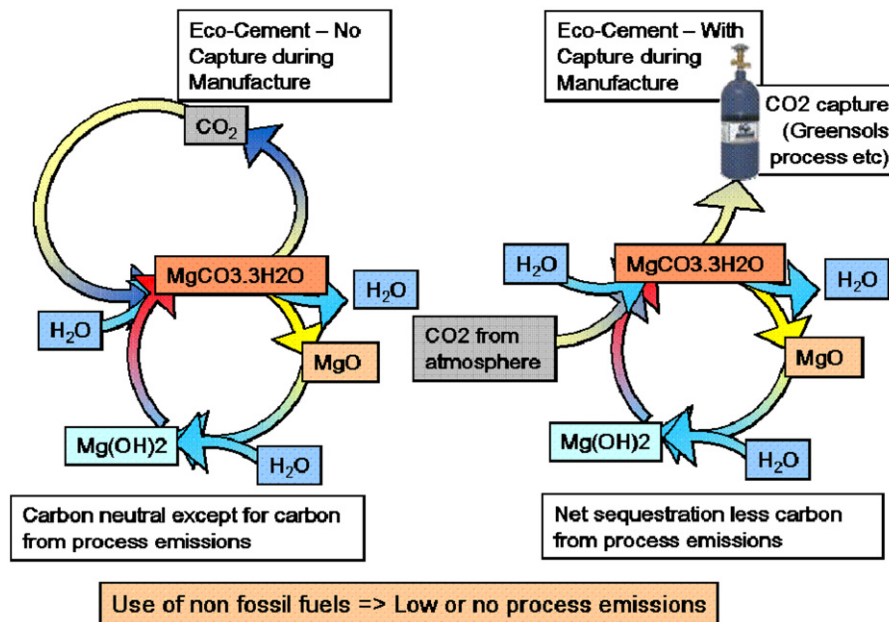 Eco-Cement – No
Capture during
Manufacture
CO₂
MgCO3.3H2O
H₂O
H₂O
MgO
Mg(OH)2
H₂O
Carbon neutral except for carbon
from process emissions
Eco-Cement – With
Capture during
Manufacture
CO2 capture
(Greensols
process etc)
H₂O
MgCO3.3H2O
H₂O
CO2 from
atmosphere
MgO
Mg(OH)2
H₂O
Net sequestration less carbon
from process emissions
Use of non fossil fuels => Low or no process emissions